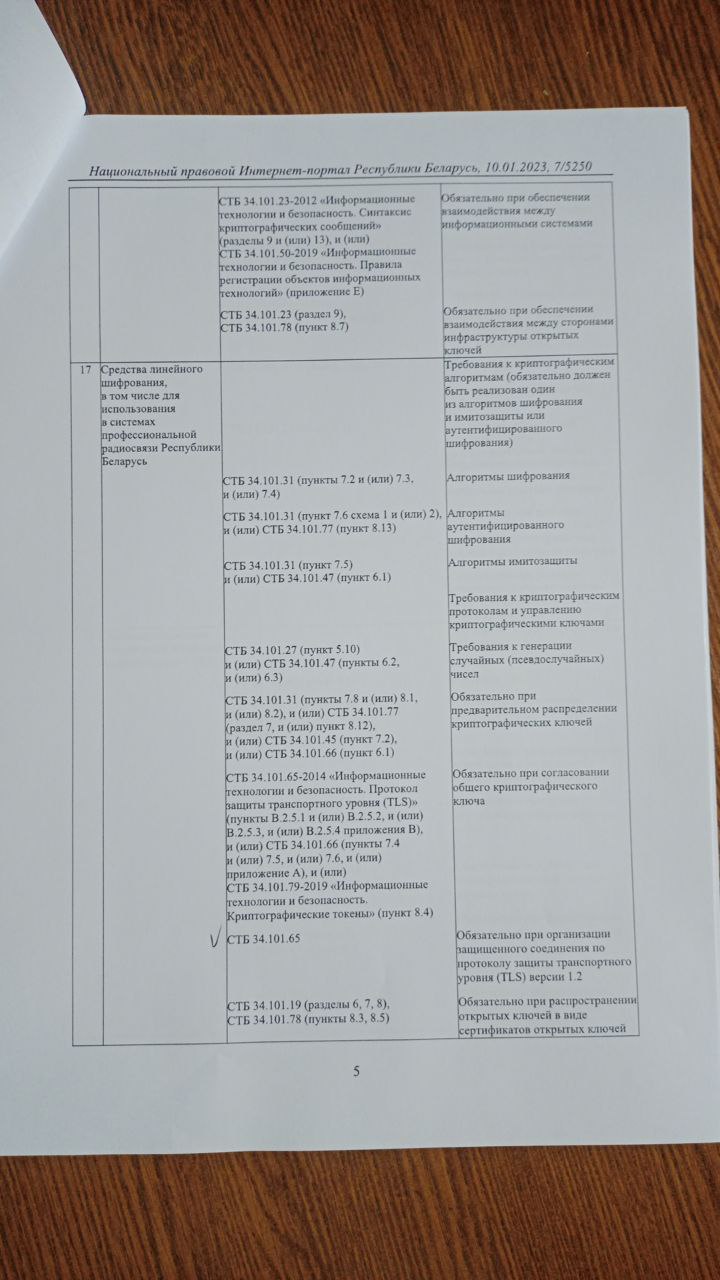 Национальный правовой Интернет-портал Республики Беларусь, 10.01.2023, 7/5250
СТБ 34.101.23-2012 «Информационные
технологии и безопасность. Синтаксис
криптографических сообщений»
(разделы 9 и (или) 13), и (или)
СТБ 34.101.50-2019 «Информационные
технологии и безопасность. Правила
регистрации объектов информационных
технологий» (приложение Е)
Обязательно при обеспечении
взаимодействия между
информационными системами
СТБ 34.101.23 (раздел 9),
СТБ 34.101.78 (пункт 8.7)
Обязательно при обеспечении
взаимодействия между сторонами
инфраструктуры открытых
ключей
17
Средства линейного
шифрования,
в том числе для
использования
в системах
профессиональной
радиосвязи Республики
Беларусь
Требования к криптографическим
алгоритмам (обязательно должен
быть реализован один
из алгоритмов шифрования
и имитозащиты или
аутентифицированного
шифрования)
СТБ 34.101.31 (пункты 7.2 и (или) 7.3,
и (или) 7.4)
Алгоритмы шифрования
СТБ 34.101.31 (пункт 7.6 схема 1 и (или) 2),
и (или) СТБ 34.101.77 (пункт 8.13)
Алгоритмы
аутентифицированного
шифрования
СТБ 34.101.31 (пункт 7.5)
и (или) СТБ 34.101.47 (пункт 6.1)
Алгоритмы имитозащиты
Требования к криптографическим
протоколам и управлению
криптографическими ключами
СТБ 34.101.27 (пункт 5.10)
и (или) СТБ 34.101.47 (пункты 6.2,
и (или) 6.3)
Требования к генерации
случайных (псевдослучайных)
чисел
СТБ 34.101.31 (пункты 7.8 и (или) 8.1,
и (или) 8.2), и (или) СТБ 34.101.77
(раздел 7, и (или) пункт 8.12),
и (или) СТБ 34.101.45 (пункт 7.2),
и (или) СТБ 34.101.66 (пункт 6.1)
Обязательно при
предварительном распределении
криптографических ключей
СТБ 34.101.65-2014 «Информационные
технологии и безопасность. Протокол
защиты транспортного уровня (TLS)»
(пункты В.2.5.1 и (или) В.2.5.2, и (или)
В.2.5.3, и (или) В.2.5.4 приложения В),
и (или) СТБ 34.101.66 (пункты 7.4
и (или) 7.5, и (или) 7.6, и (или)
приложение А), и (или)
СТБ 34.101.79-2019 «Информационные
технологии и безопасность.
Криптографические токены» (пункт 8.4)
Обязательно при согласовании
общего криптографического
ключа
СТБ 34.101.65
Обязательно при организации
защищенного соединения по
протоколу защиты транспортного
уровня (TLS) версии 1.2
СТБ 34.101.19 (разделы 6, 7, 8),
СТБ 34.101.78 (пункты 8.3, 8.5)
Обязательно при распространении
открытых ключей в виде
сертификатов открытых ключей
5